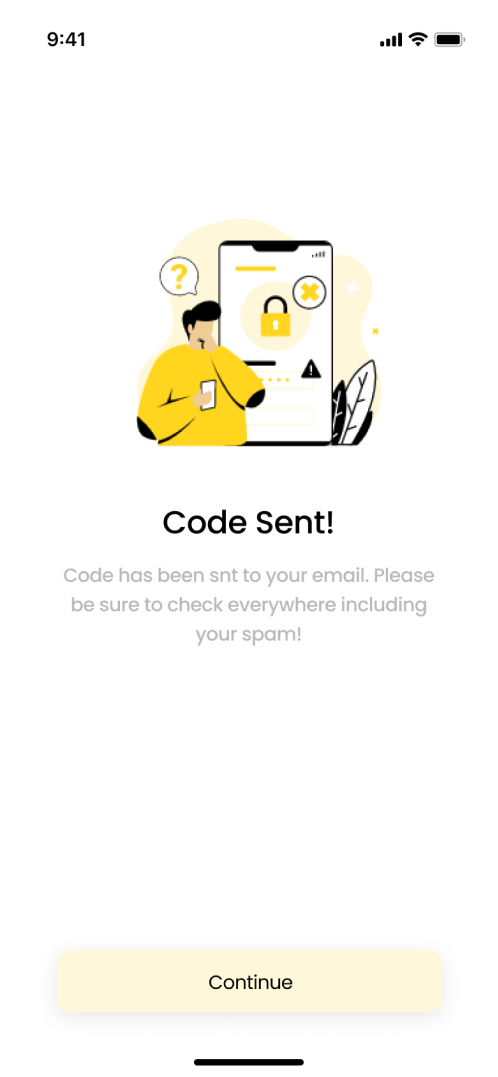 9:41
?
Code Sent!
Code has been snt to your email. Please
be sure to check everywhere including
your spam!
Continue